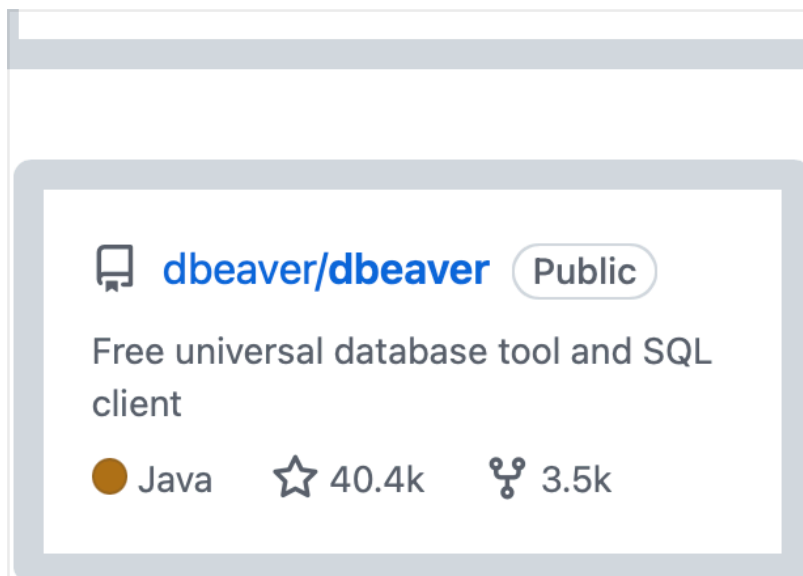 dbeaver/dbeaver Public
Free universal database tool and SQL
client
Java 40.4k 3.5k